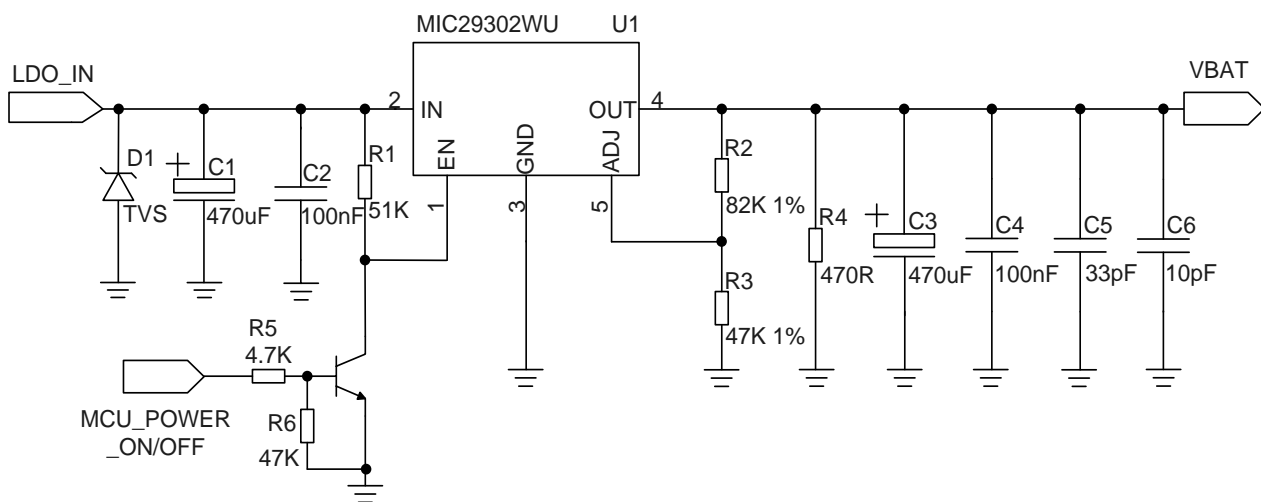 MIC29302WU
U1
LDO_IN
VBAT
2
IN
OUT
4
EN
GND
ADJ
1
3
5
D1
TVS
C1
470uF
C2
100nF
R1
51K
R2
82K 1%
R3
47K 1%
R4
470R
C3
470uF
C4
100nF
C5
33pF
C6
10pF
R5
4.7K
MCU_POWER
_ON/OFF
R6
47K